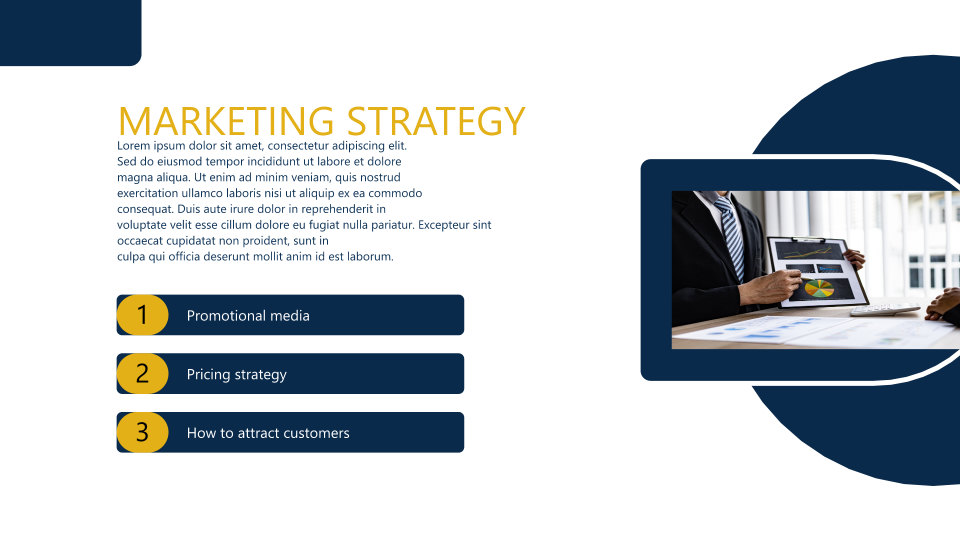 MARKETING STRATEGY
Lorem ipsum dolor sit amet, consectetur adipiscing elit.
Sed do eiusmod tempor incididunt ut labore et dolore
magna aliqua. Ut enim ad minim veniam, quis nostrud
exercitation ullamco laboris nisi ut aliquip ex ea commodo
consequat. Duis aute irure dolor in reprehenderit in
voluptate velit esse cillum dolore eu fugiat nulla pariatur. Excepteur sint
occaecat cupidatat non proident, sunt in
culpa qui officia deserunt mollit anim id est laborum.
1 Promotional media
2 Pricing strategy
3 How to attract customers